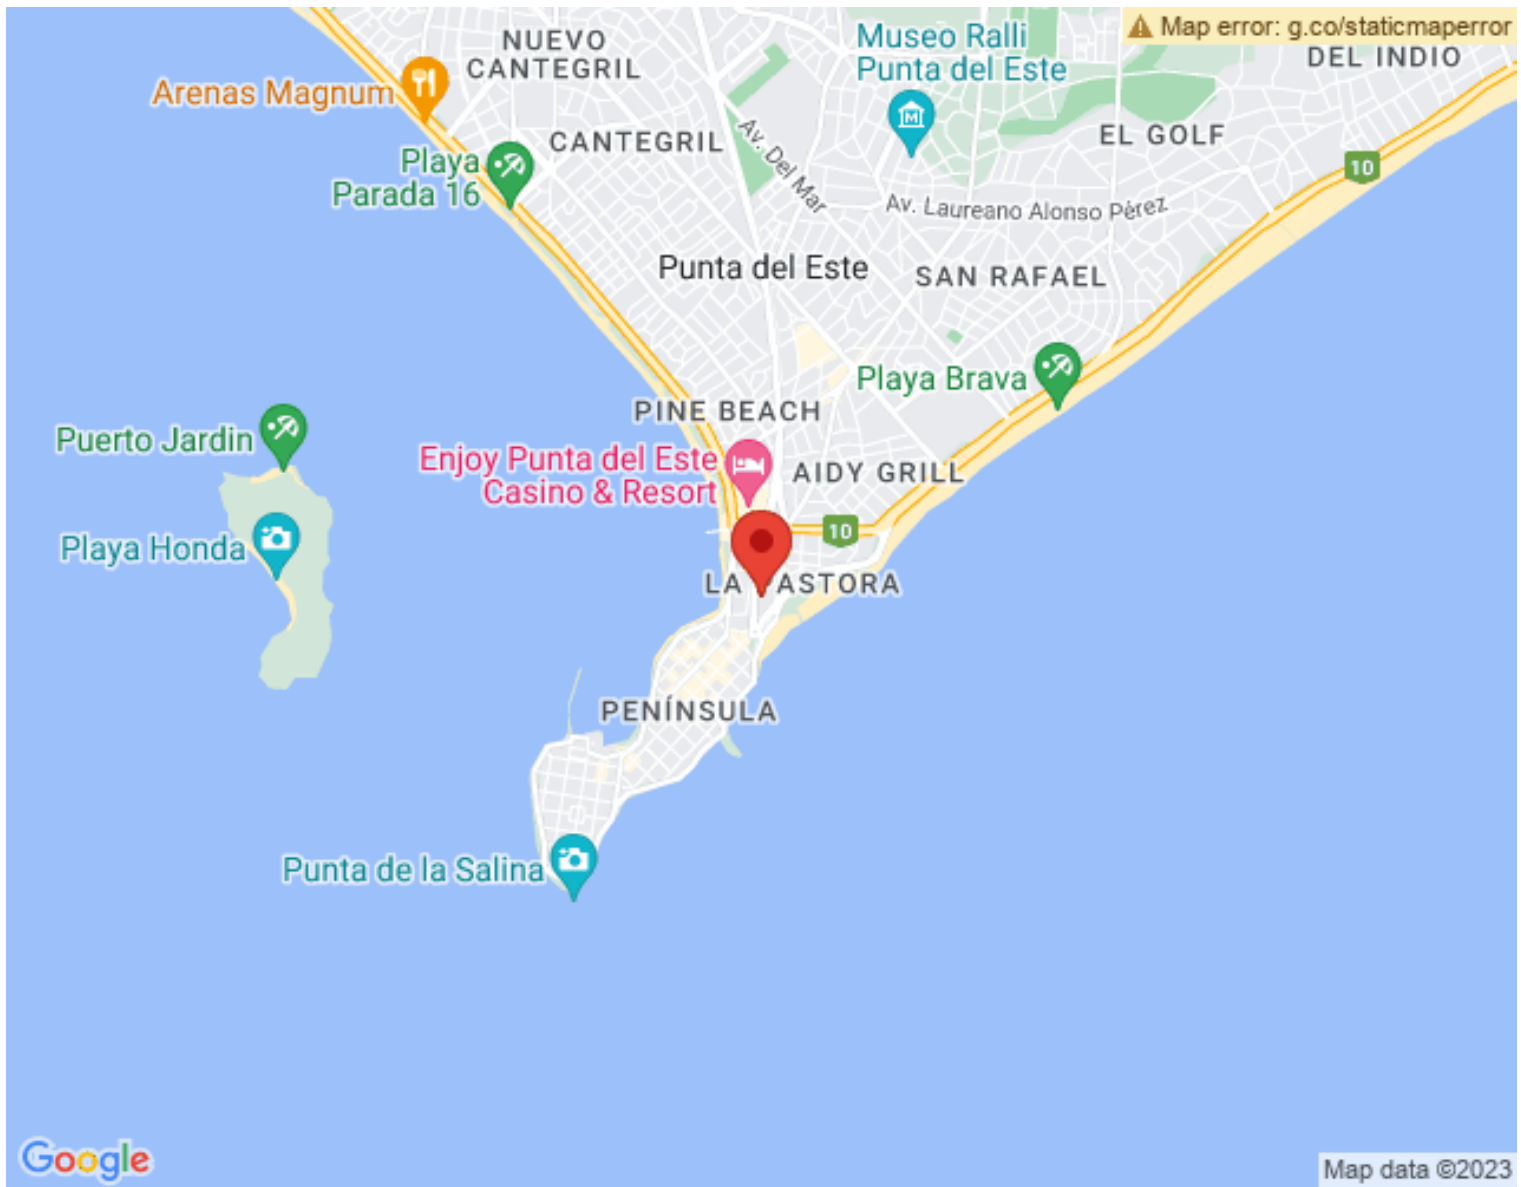 Map error: g.co/staticmaperror
NUEVO
CANTEGRIL
Museo Ralli
Punta del Este
DEL INDIO
Arenas Magnum
CANTEGRIL
Av. Del Mar
EL GOLF
10
Playa
Parada 16
Av. Laureano Alonso Pérez
Punta del Este
SAN RAFAEL
Playa Brava
PINE BEACH
Puerto Jardin
Enjoy Punta del Este
Casino & Resort
AIDY GRILL
10
Playa Honda
LA PASTORA
PENÍNSULA
Punta de la Salina
Google
Map data ©2023